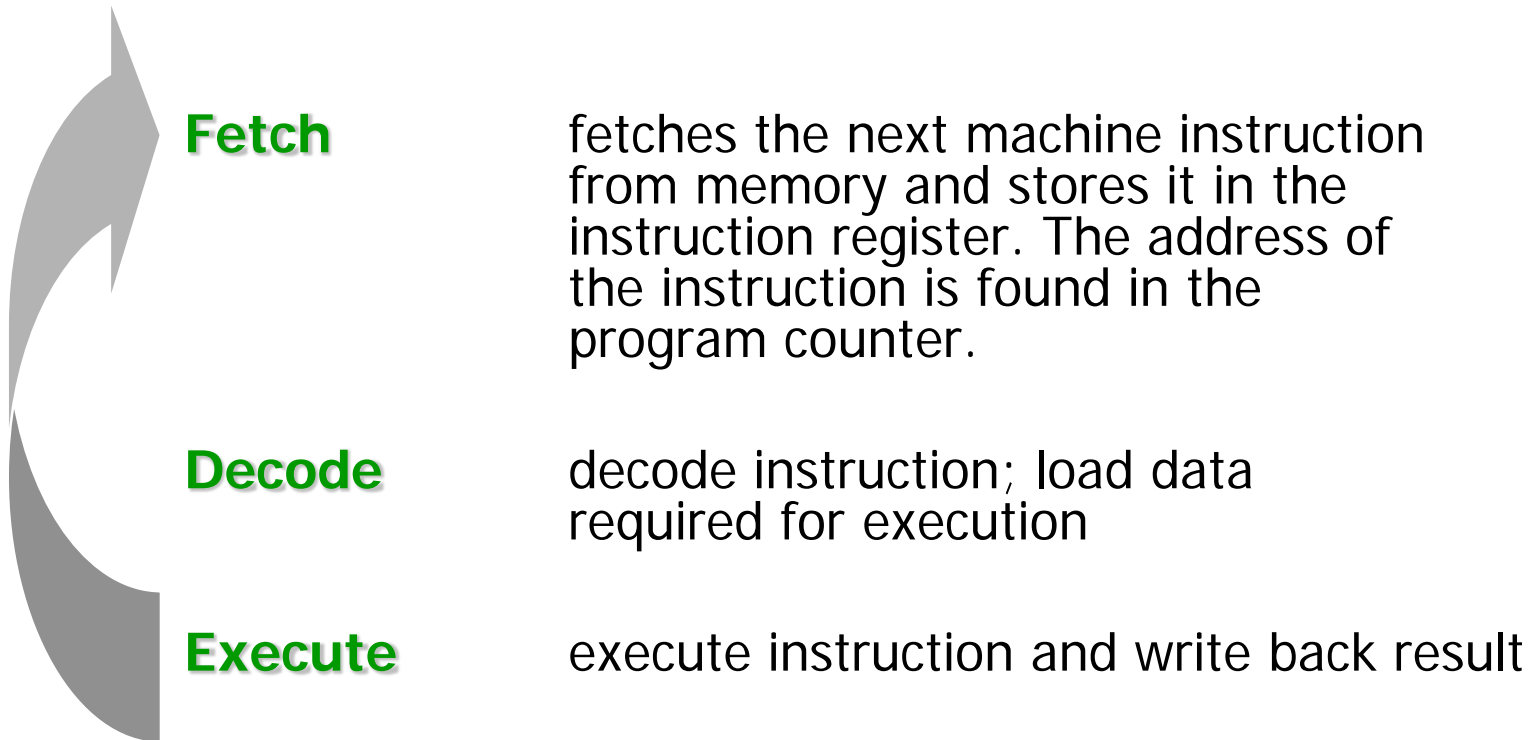 Fetch fetches the next machine instruction
from memory and stores it in the
instruction register. The address of
the instruction is found in the
program counter.
Decode decode instruction; load data
required for execution
Execute execute instruction and write back result